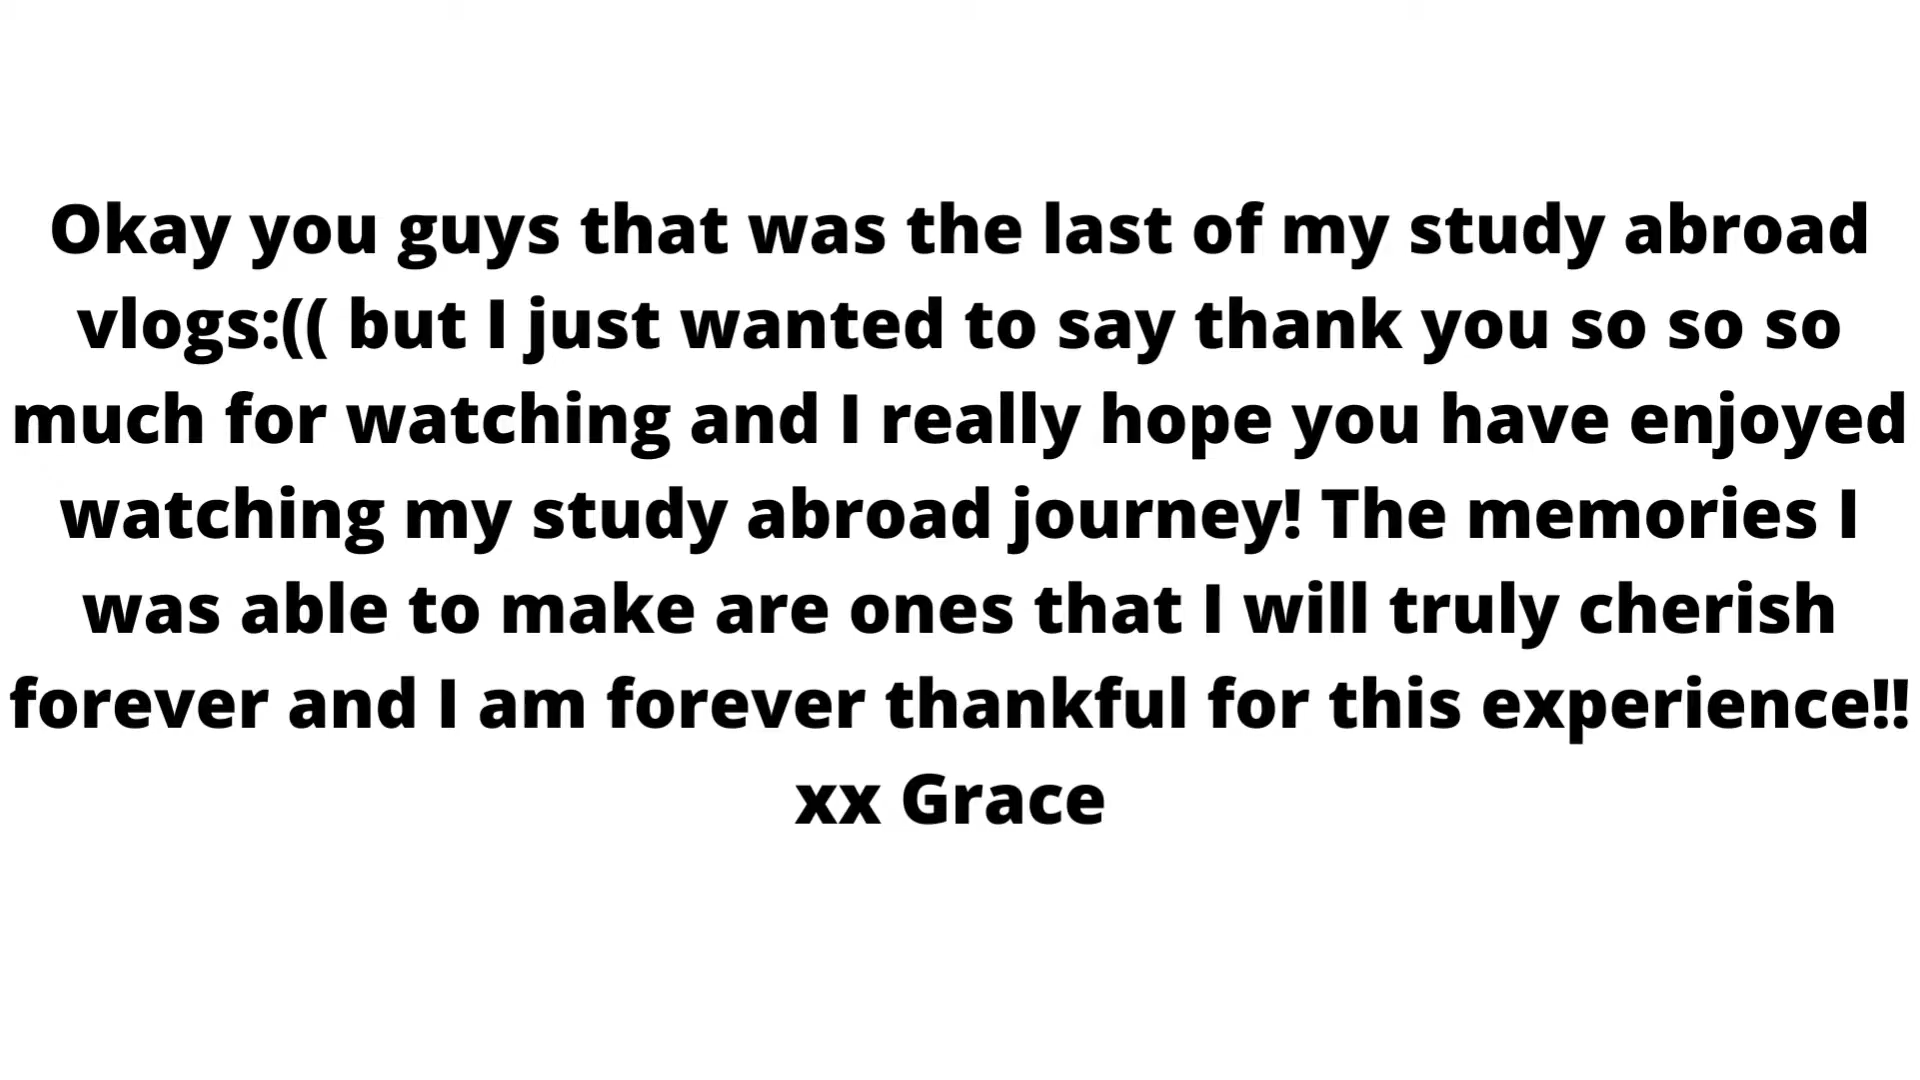 Okay you guys that was the last of my study abroad
vlogs:(( but I just wanted to say thank you so so so
much for watching and I really hope you have enjoyed
watching my study abroad journey! The memories I
was able to make are ones that I will truly cherish
forever and I am forever thankful for this experience!!
xx Grace